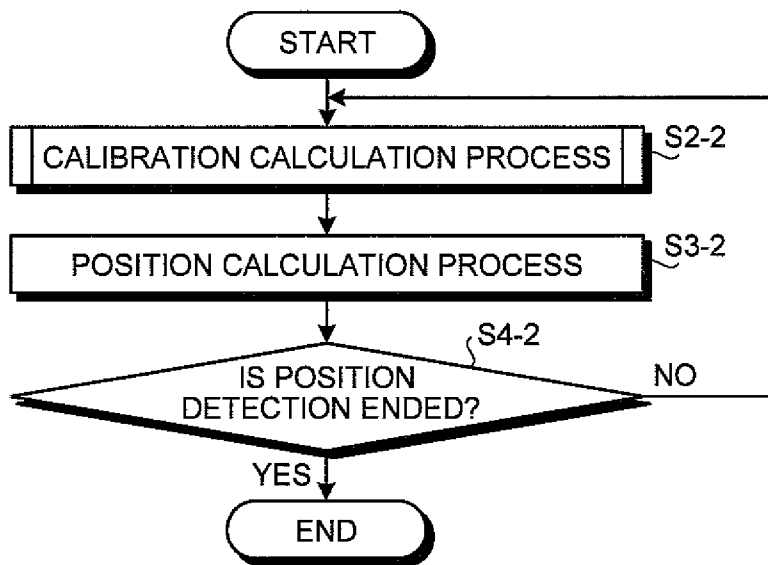 START
CALIBRATION CALCULATION PROCESS
S2-2
POSITION CALCULATION PROCESS
S3-2
S4-2
IS POSITION
DETECTION ENDED?
NO
YES
END